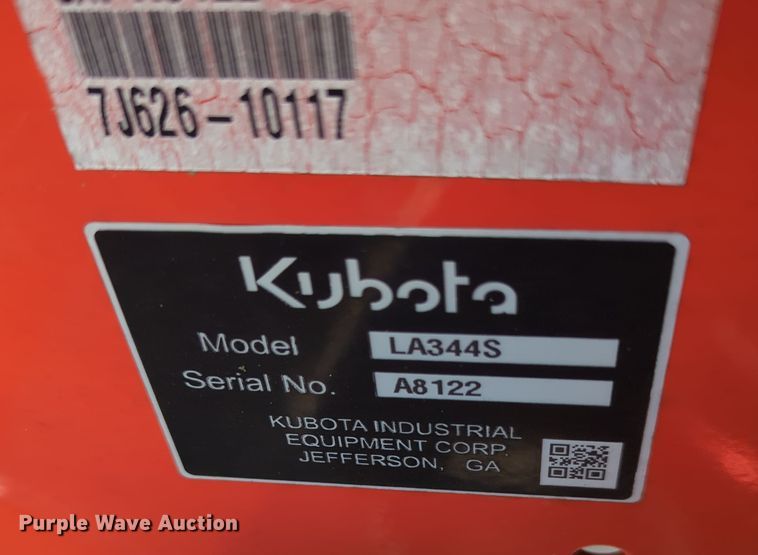 7J626-10117
Kubota
Model LA344S
Serial No. A8122
KUBOTA INDUSTRIAL
EQUIPMENT CORP.
JEFFERSON, GA
Purple Wave Auction